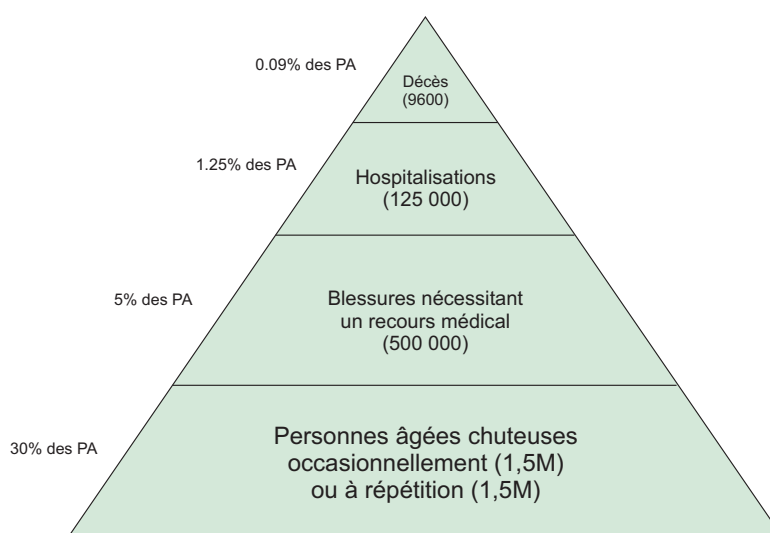 0.09% des PA
Décès
(9600)
1.25% des PA
Hospitalisations
(125 000)
5% des PA
Blessures nécessitant
un recours médical
(500 000)
30% des PA
Personnes âgées chuteuses
occasionnellement (1,5M)
ou à répétition (1,5M)